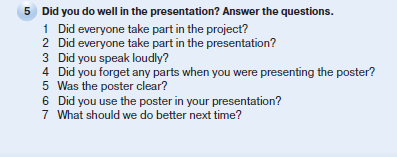 5 Did you do well in the presentation? Answer the questions.
1 Did everyone take part in the project?
2 Did everyone take part in the presentation?
3 Did you speak loudly?
4 Did you forget any parts when you were presenting the poster?
5 Was the poster clear?
6 Did you use the poster in your presentation?
7 What should we do better next time?